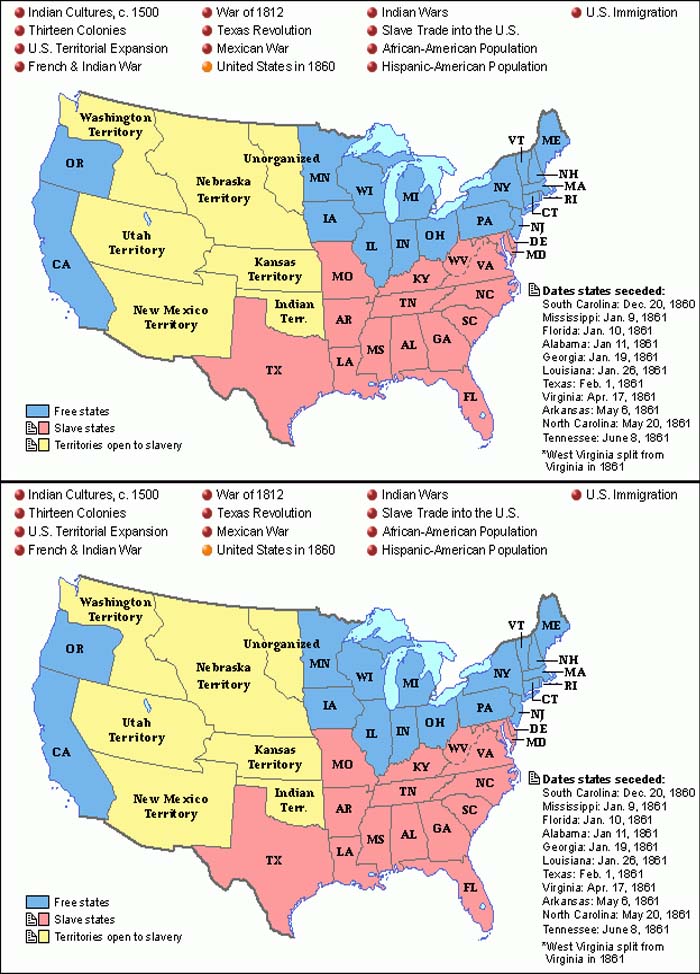 Indian Cultures, c. 1500
Thirteen Colonies
U.S. Territorial Expansion
French & Indian War
War of 1812
Texas Revolution
Mexican War
United States in 1860
Indian Wars
Slave Trade into the U.S.
African-American Population
Hispanic-American Population
U.S. Immigration
Washington
Territory
OR
CA
Nebraska
Territory
Unorganized
Utah
Territory
Kansas
Territory
New Mexico
Territory
Indian
Terr.
MN
WI
MI
IA
IL
IN
OH
PA
NY
VT
ME
NH
MA
RI
CT
NJ
DE
MD
MO
KY
WV
VA
TN
NC
AR
SC
MS
AL
GA
LA
TX
FL
Dates states seceded:
South Carolina: Dec. 20, 1860
Mississippi: Jan. 9, 1861
Florida: Jan. 10, 1861
Alabama: Jan 11, 1861
Georgia: Jan. 19, 1861
Louisiana: Jan. 26, 1861
Texas: Feb. 1, 1861
Virginia: Apr. 17, 1861
Arkansas: May 6, 1861
North Carolina: May 20, 1861
Tennessee: June 8, 1861
*West Virginia split from
Virginia in 1861
Free states
Slave states
Territories open to slavery
Indian Cultures, c. 1500
Thirteen Colonies
U.S. Territorial Expansion
French & Indian War
War of 1812
Texas Revolution
Mexican War
United States in 1860
Indian Wars
Slave Trade into the U.S.
African-American Population
Hispanic-American Population
U.S. Immigration
Washington
Territory
OR
CA
Nebraska
Territory
Unorganized
Utah
Territory
Kansas
Territory
New Mexico
Territory
Indian
Terr.
MN
WI
MI
IA
IL
IN
OH
PA
NY
VT
ME
NH
MA
RI
CT
NJ
DE
MD
MO
KY
WV
VA
TN
NC
AR
SC
MS
AL
GA
LA
TX
FL
Dates states seceded:
South Carolina: Dec. 20, 1860
Mississippi: Jan. 9, 1861
Florida: Jan. 10, 1861
Alabama: Jan 11, 1861
Georgia: Jan. 19, 1861
Louisiana: Jan. 26, 1861
Texas: Feb. 1, 1861
Virginia: Apr. 17, 1861
Arkansas: May 6, 1861
North Carolina: May 20, 1861
Tennessee: June 8, 1861
*West Virginia split from
Virginia in 1861
Free states
Slave states
Territories open to slavery